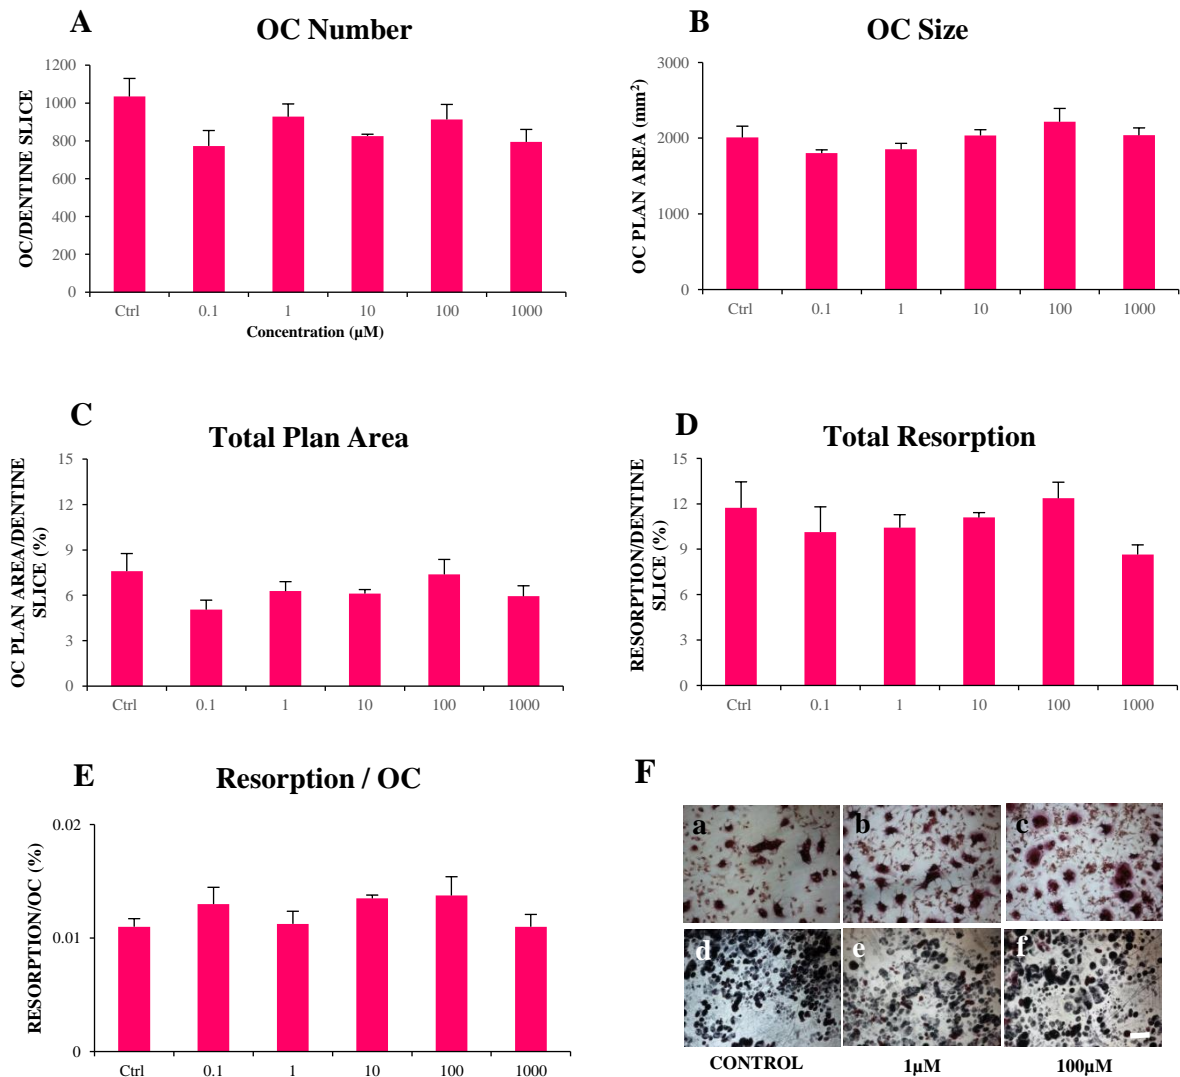 A
OC Number
OC/DENTINE SLICE
1200
1000
800
600
400
200
0
Ctrl
0.1
1
10
100
1000
Concentration (µM)
B
OC Size
OC PLAN AREA (mm²)
3000
2000
1000
0
Ctrl
0.1
1
10
100
1000
C
Total Plan Area
OC PLAN AREA/DENTINE
SLICE (%)
15
12
9
6
3
0
Ctrl
0.1
1
10
100
1000
D
Total Resorption
RESORPTION/DENTINE
SLICE (%)
15
12
9
6
3
0
Ctrl
0.1
1
10
100
1000
E
Resorption / OC
RESORPTION/OC (%)
0.02
0.01
0
Ctrl
0.1
1
10
100
1000
F
a
b
c
d
e
f
CONTROL
1µM
100µM